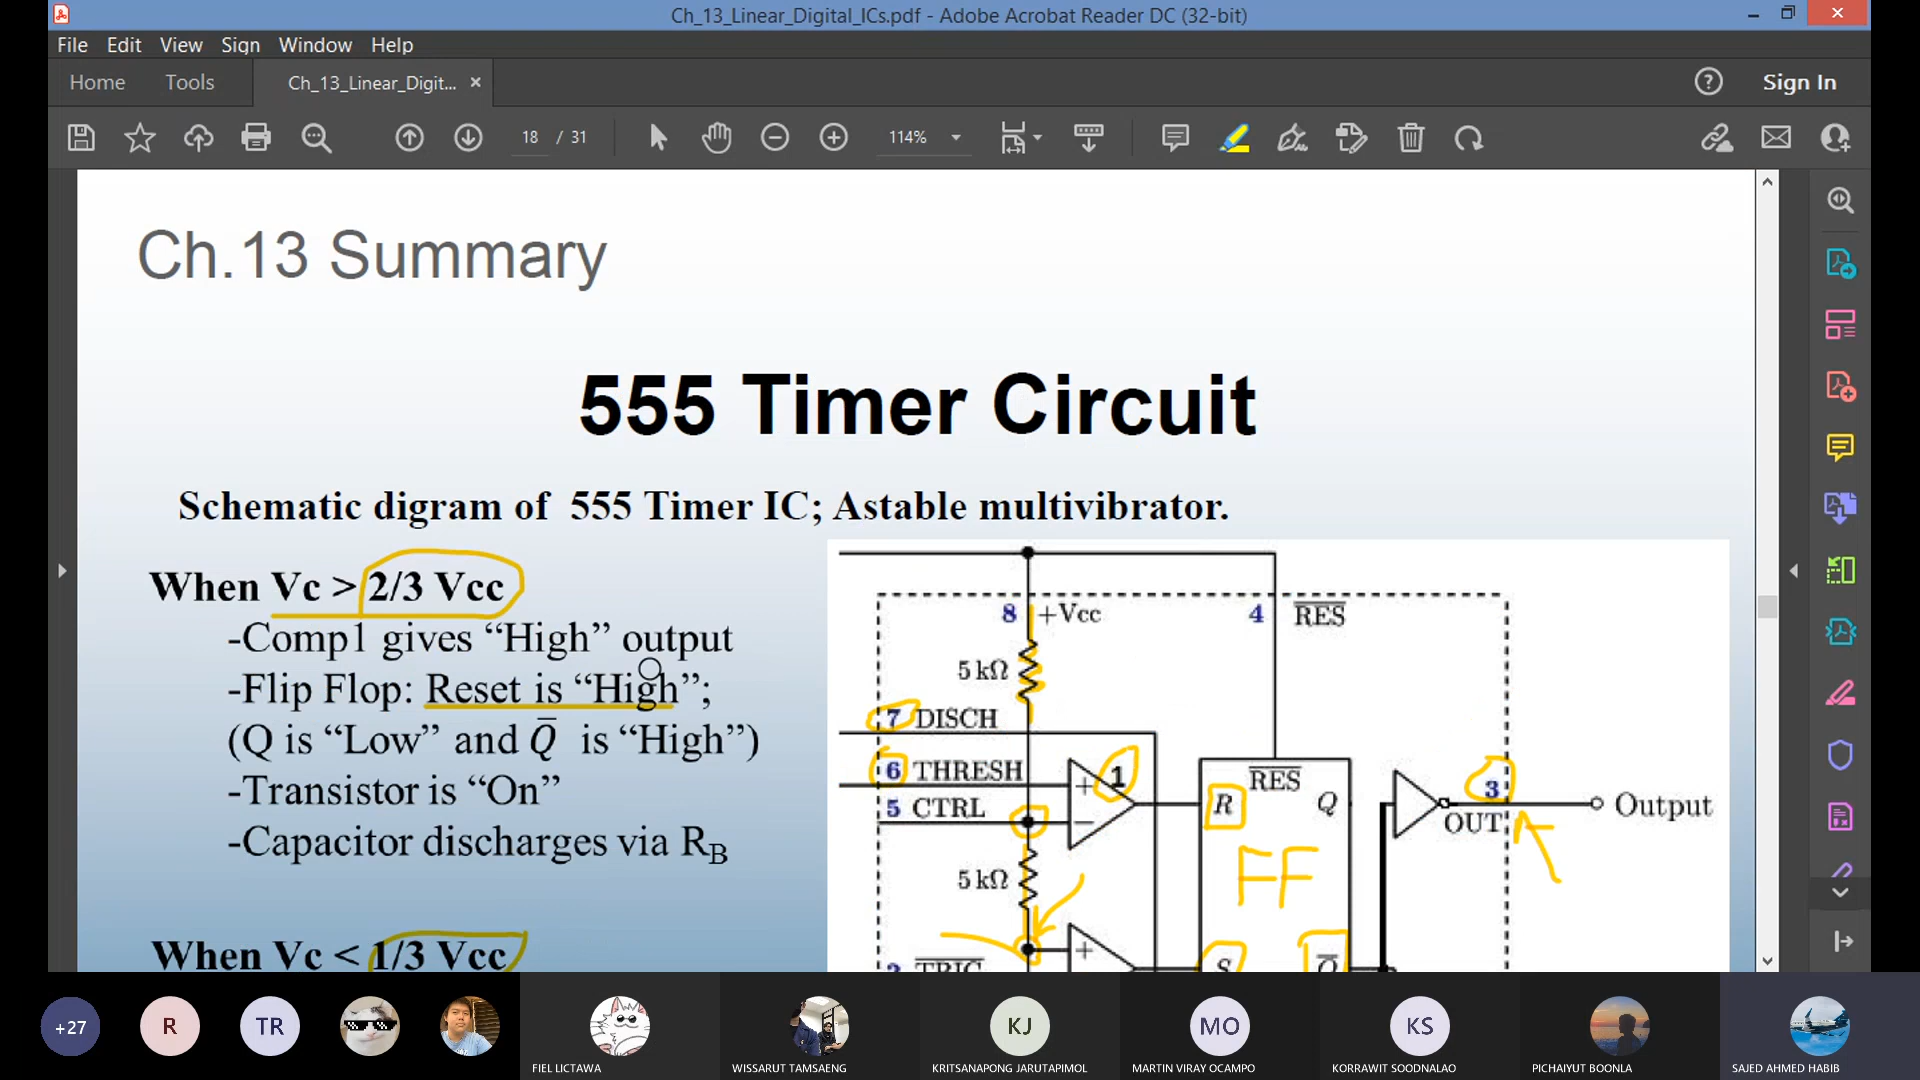 Ch_13_Linear_Digital_ICs.pdf - Adobe Acrobat Reader DC (32-bit)
File Edit View Sign Window Help
Home Tools Ch_13_Linear_Digit... × Sign In
18 / 31 114%
Ch.13 Summary
555 Timer Circuit
Schematic digram of 555 Timer IC; Astable multivibrator.
When Vc > 2/3 Vcc
-Comp1 gives “High” output
-Flip Flop: Reset is “High”;
(Q is “Low” and Q̅ is “High”)
-Transistor is “On”
-Capacitor discharges via RB
When Vc < 1/3 Vcc
8 +Vcc 4 R̅E̅S̅
5 kΩ
7 DISCH
6 THRESH + 1 R̅E̅S̅ 3
5 CTRL − R Q OUT Output
5 kΩ FF
+ S Q̅
T̅R̅I̅G̅
+27 R TR KJ MO KS
FIEL LICTAWA WISSARUT TAMSAENG KRITSANAPONG JARUTAPIMOL MARTIN VIRAY OCAMPO KORRAWIT SOODNALAO PICHAIYUT BOONLA SAJED AHMED HABIB